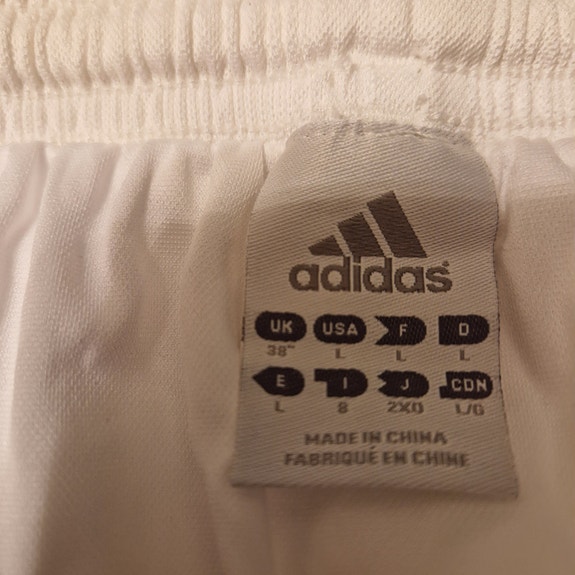 adidas
UK USA F D
38" L L L
E I J CDN
L 8 2XO L/G
MADE IN CHINA
FABRIQUÉ EN CHINE